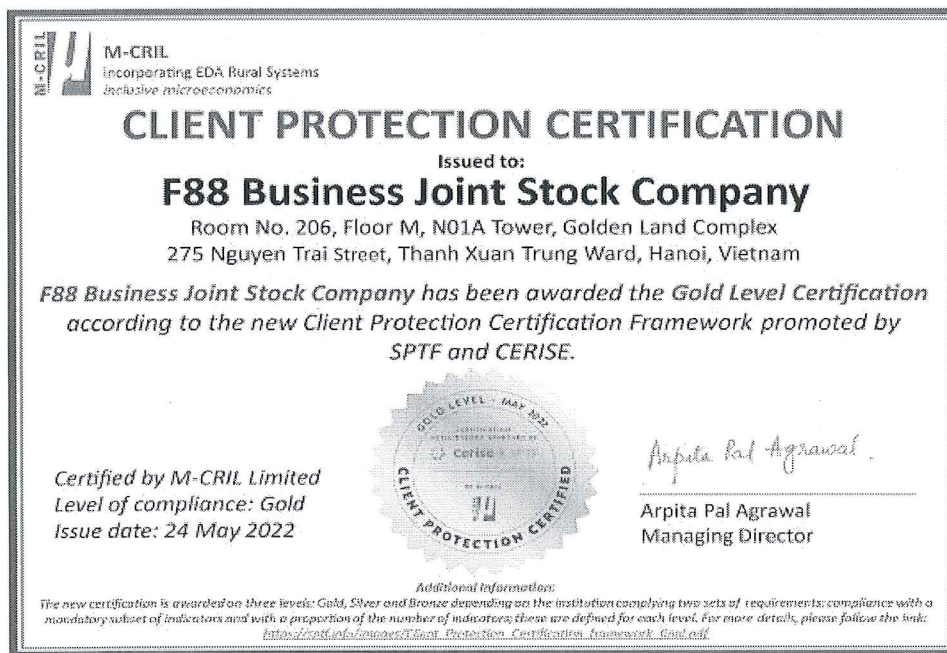 M-CRIL
M-CRIL
incorporating EDA Rural Systems
inclusive microeconomics
CLIENT PROTECTION CERTIFICATION
Issued to:
F88 Business Joint Stock Company
Room No. 206, Floor M, N01A Tower, Golden Land Complex
275 Nguyen Trai Street, Thanh Xuan Trung Ward, Hanoi, Vietnam
F88 Business Joint Stock Company has been awarded the Gold Level Certification
according to the new Client Protection Certification Framework promoted by
SPTF and CERISE.
GOLD LEVEL - MAY 2022
Cerise
CLIENT PROTECTION CERTIFIED
Certified by M-CRIL Limited
Level of compliance: Gold
Issue date: 24 May 2022
Arpita Pal Agrawal
Arpita Pal Agrawal
Managing Director
Additional Information:
The new certification is awarded on three levels: Gold, Silver and Bronze depending on the institution complying two sets of requirements: compliance with a
mandatory subset of indicators and with a proportion of the number of indicators; these are defined for each level. For more details, please follow the link:
https://sptf.info/images/Client_Protection_Certification_framework_final.pdf